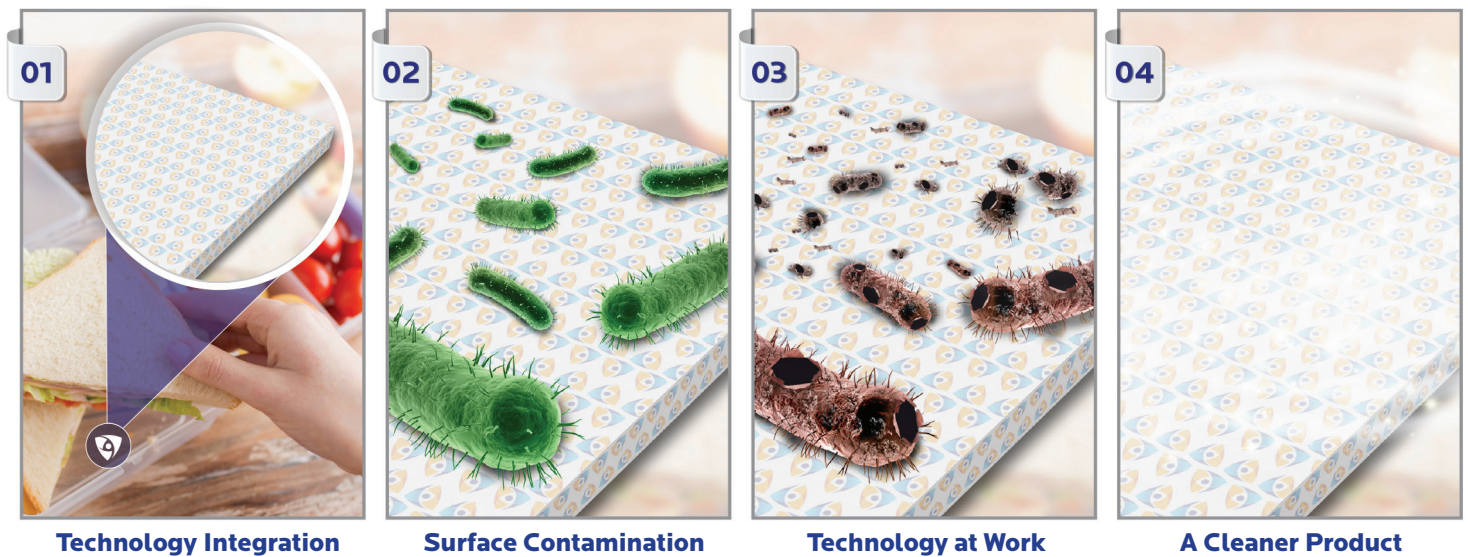 01
02
03
04
Technology Integration
Surface Contamination
Technology at Work
A Cleaner Product